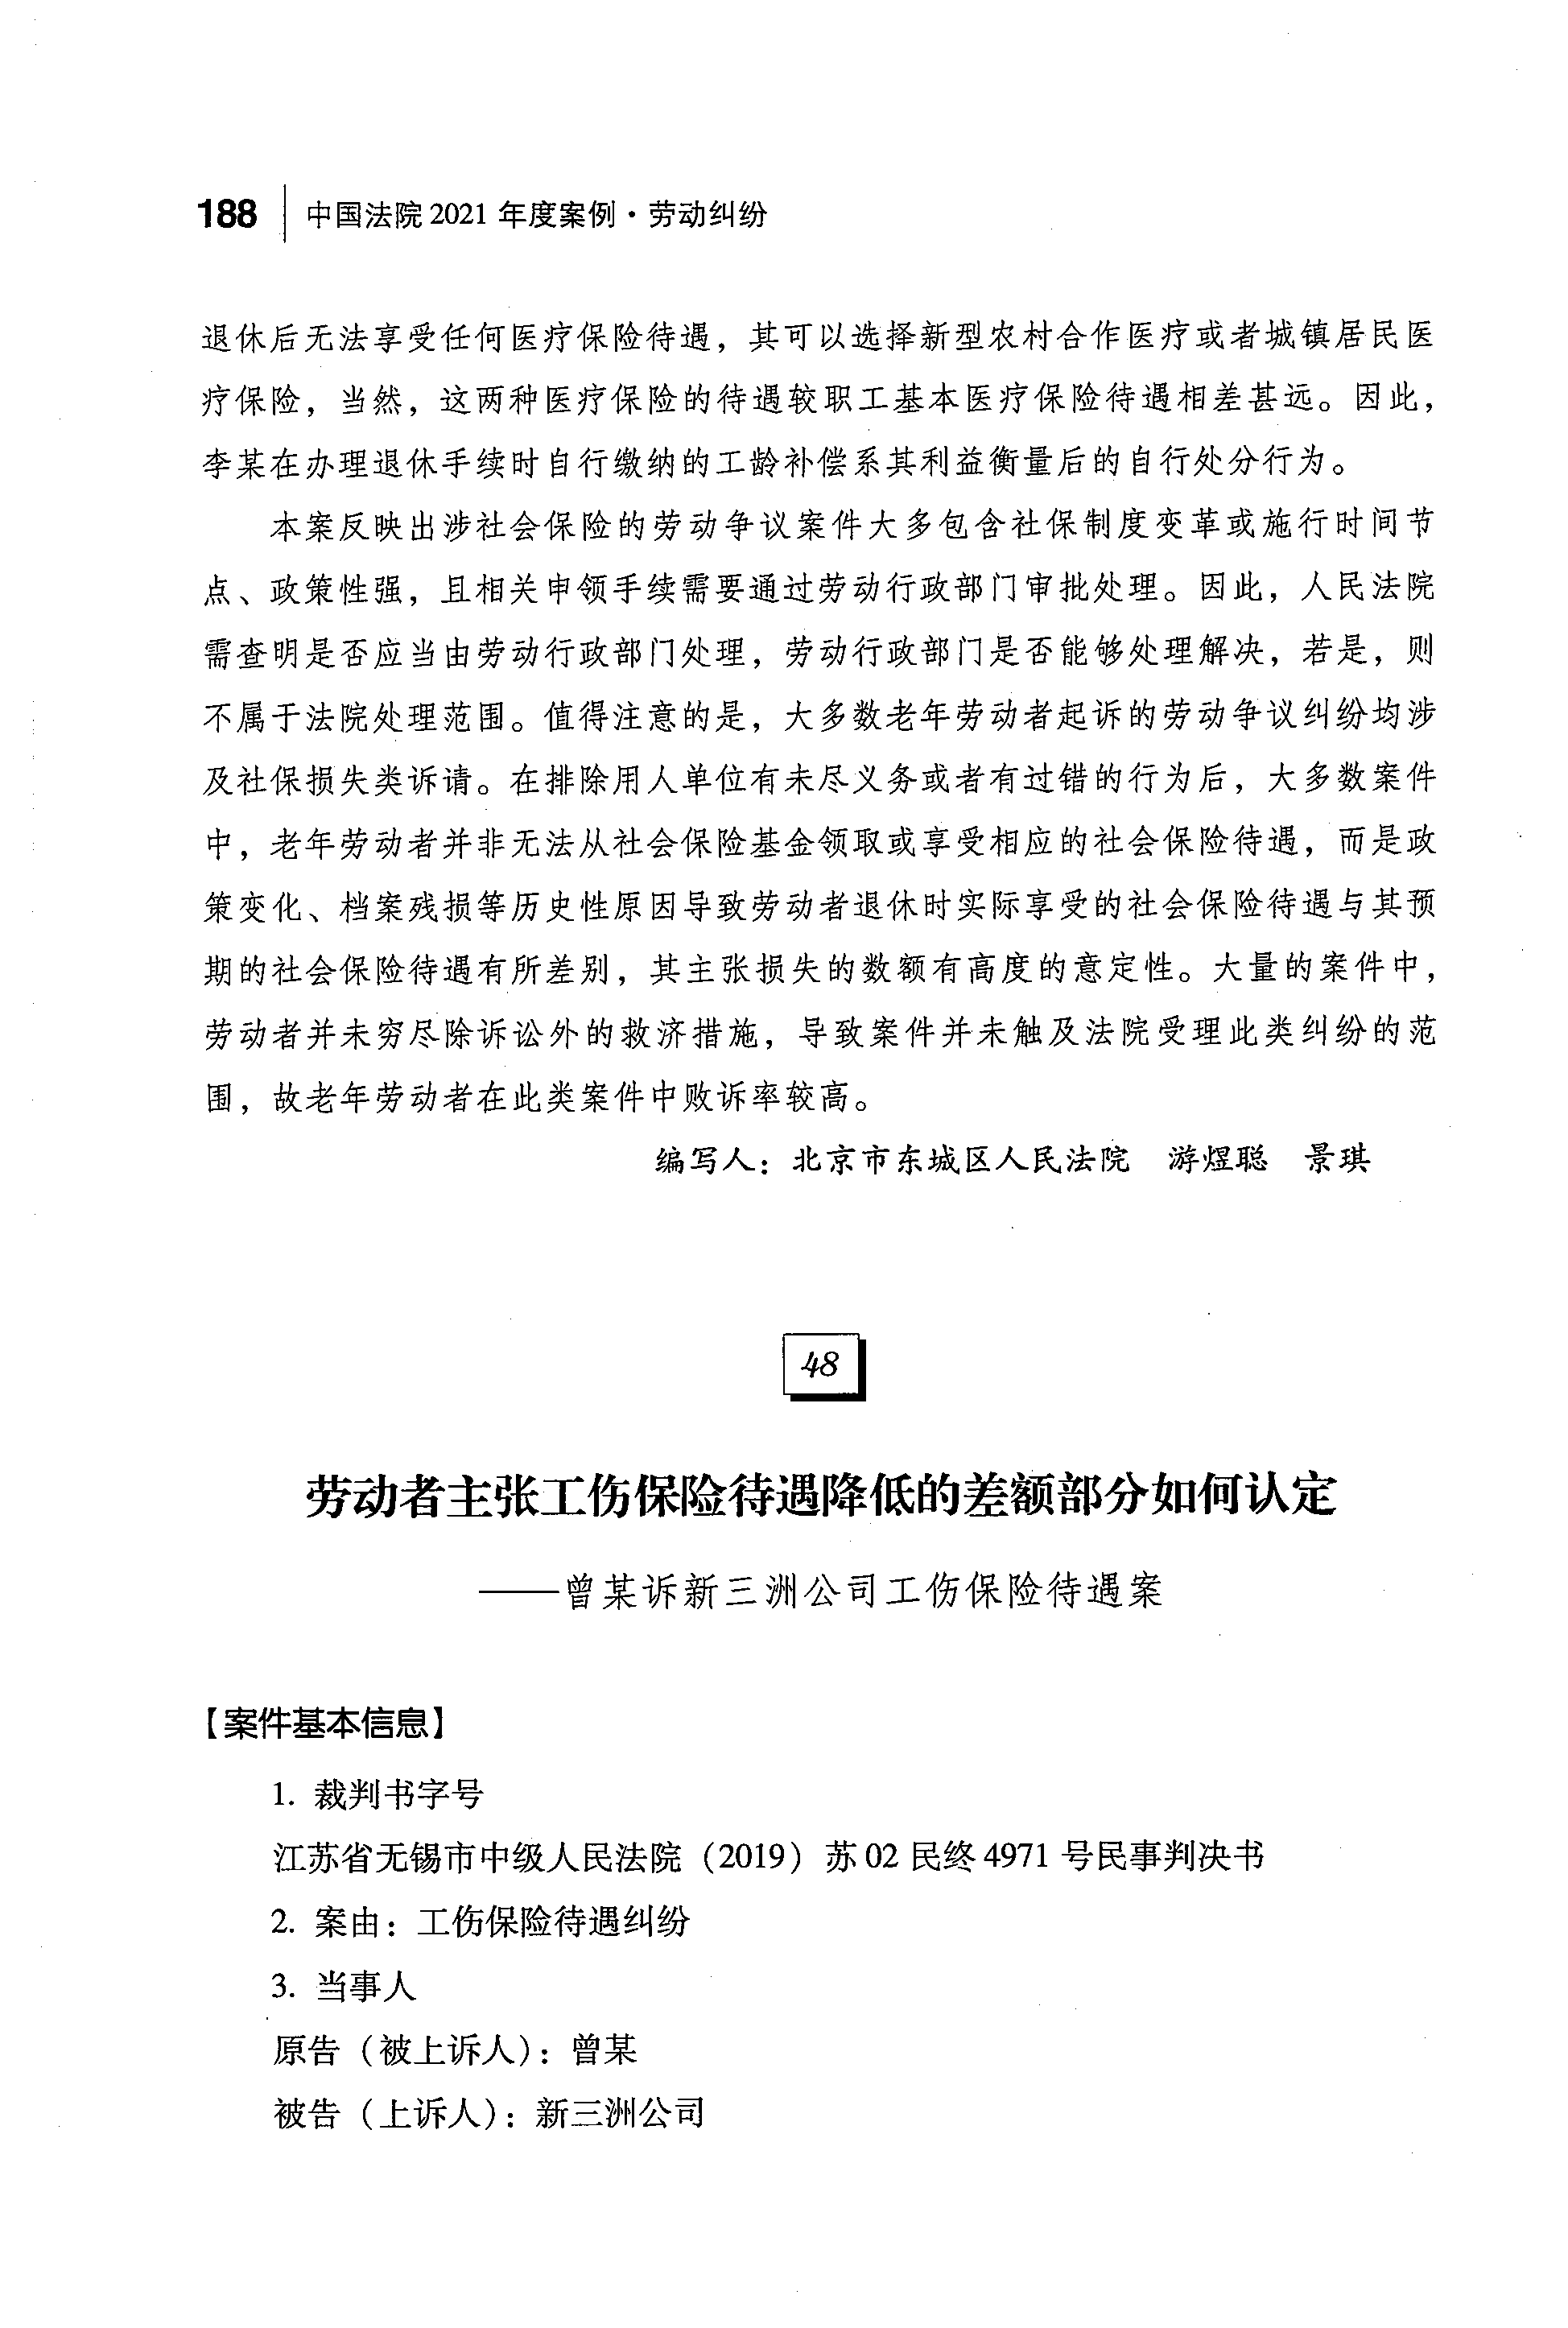 188 中国法院2021年度案例·劳动纠纷
退休后无法享受任何医疗保险待遇，其可以选择新型农村合作医疗或者城镇居民医
疗保险，当然，这两种医疗保险的待遇较职工基本医疗保险待遇相差甚远。因此，
李某在办理退休手续时自行缴纳的工龄补偿系其利益衡量后的自行处分行为。
本案反映出涉社会保险的劳动争议案件大多包含社保制度变革或施行时间节
点、政策性强，且相关申领手续需要通过劳动行政部门审批处理。因此，人民法院
需查明是否应当由劳动行政部门处理，劳动行政部门是否能够处理解决，若是，则
不属于法院处理范围。值得注意的是，大多数老年劳动者起诉的劳动争议纠纷均涉
及社保损失类诉请。在排除用人单位有未尽义务或者有过错的行为后，大多数案件
中，老年劳动者并非无法从社会保险基金领取或享受相应的社会保险待遇，而是政
策变化、档案残损等历史性原因导致劳动者退休时实际享受的社会保险待遇与其预
期的社会保险待遇有所差别，其主张损失的数额有高度的意定性。大量的案件中，
劳动者并未穷尽除诉讼外的救济措施，导致案件并未触及法院受理此类纠纷的范
围，故老年劳动者在此类案件中败诉率较高。
编写人：北京市东城区人民法院 游煜聪 景琪
48
劳动者主张工伤保险待遇降低的差额部分如何认定
——曾某诉新三洲公司工伤保险待遇案
【案件基本信息】
1. 裁判书字号
江苏省无锡市中级人民法院（2019）苏02民终4971号民事判决书
2. 案由：工伤保险待遇纠纷
3. 当事人
原告（被上诉人）：曾某
被告（上诉人）：新三洲公司